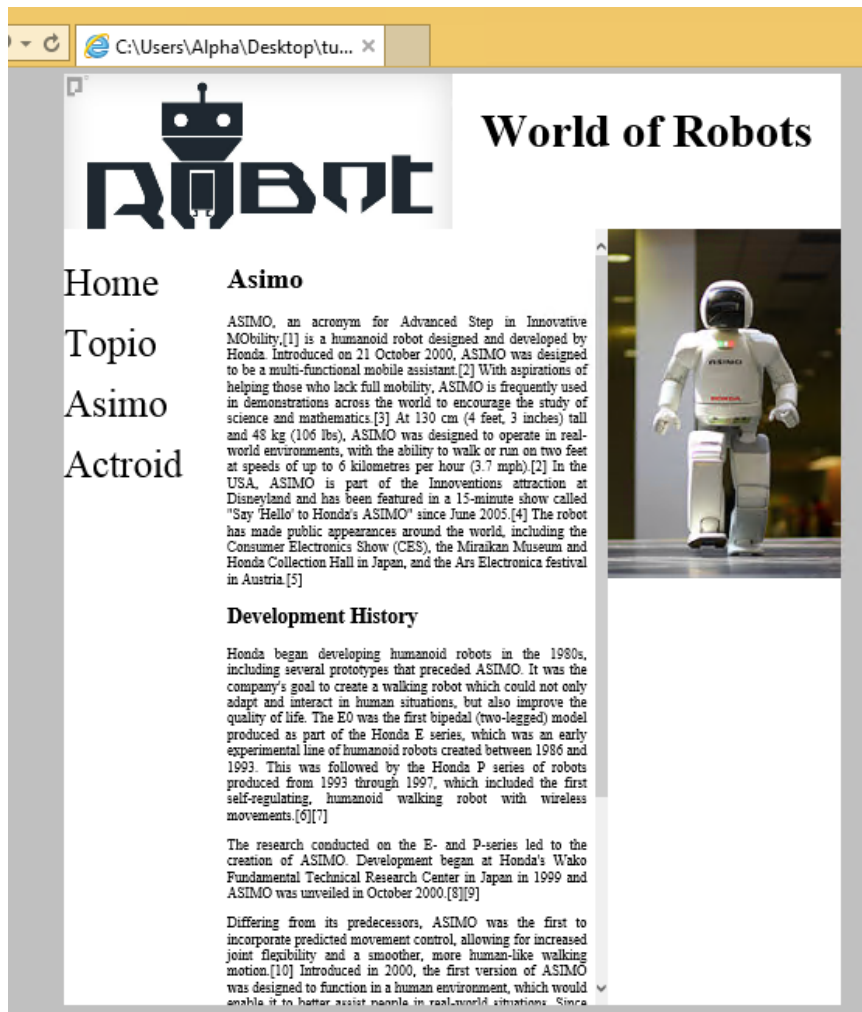 C:\Users\Alpha\Desktop\tu...
RoBot
World of Robots
Home
Topio
Asimo
Actroid
Asimo
ASIMO, an acronym for Advanced Step in Innovative
MObility,[1] is a humanoid robot designed and developed by
Honda. Introduced on 21 October 2000, ASIMO was designed
to be a multi-functional mobile assistant.[2] With aspirations of
helping those who lack full mobility, ASIMO is frequently used
in demonstrations across the world to encourage the study of
science and mathematics.[3] At 130 cm (4 feet, 3 inches) tall
and 48 kg (106 lbs), ASIMO was designed to operate in real-
world environments, with the ability to walk or run on two feet
at speeds of up to 6 kilometres per hour (3.7 mph).[2] In the
USA, ASIMO is part of the Innoventions attraction at
Disneyland and has been featured in a 15-minute show called
"Say 'Hello' to Honda's ASIMO" since June 2005.[4] The robot
has made public appearances around the world, including the
Consumer Electronics Show (CES), the Miraikan Museum and
Honda Collection Hall in Japan, and the Ars Electronica festival
in Austria.[5]
Development History
Honda began developing humanoid robots in the 1980s,
including several prototypes that preceded ASIMO. It was the
company's goal to create a walking robot which could not only
adapt and interact in human situations, but also improve the
quality of life. The E0 was the first bipedal (two-legged) model
produced as part of the Honda E series, which was an early
experimental line of humanoid robots created between 1986 and
1993. This was followed by the Honda P series of robots
produced from 1993 through 1997, which included the first
self-regulating, humanoid walking robot with wireless
movements.[6][7]
The research conducted on the E- and P-series led to the
creation of ASIMO. Development began at Honda's Wako
Fundamental Technical Research Center in Japan in 1999 and
ASIMO was unveiled in October 2000.[8][9]
Differing from its predecessors, ASIMO was the first to
incorporate predicted movement control, allowing for increased
joint flexibility and a smoother, more human-like walking
motion.[10] Introduced in 2000, the first version of ASIMO
was designed to function in a human environment, which would
enable it to better assist people in real-world situations. Since
ASIMO
HONDA